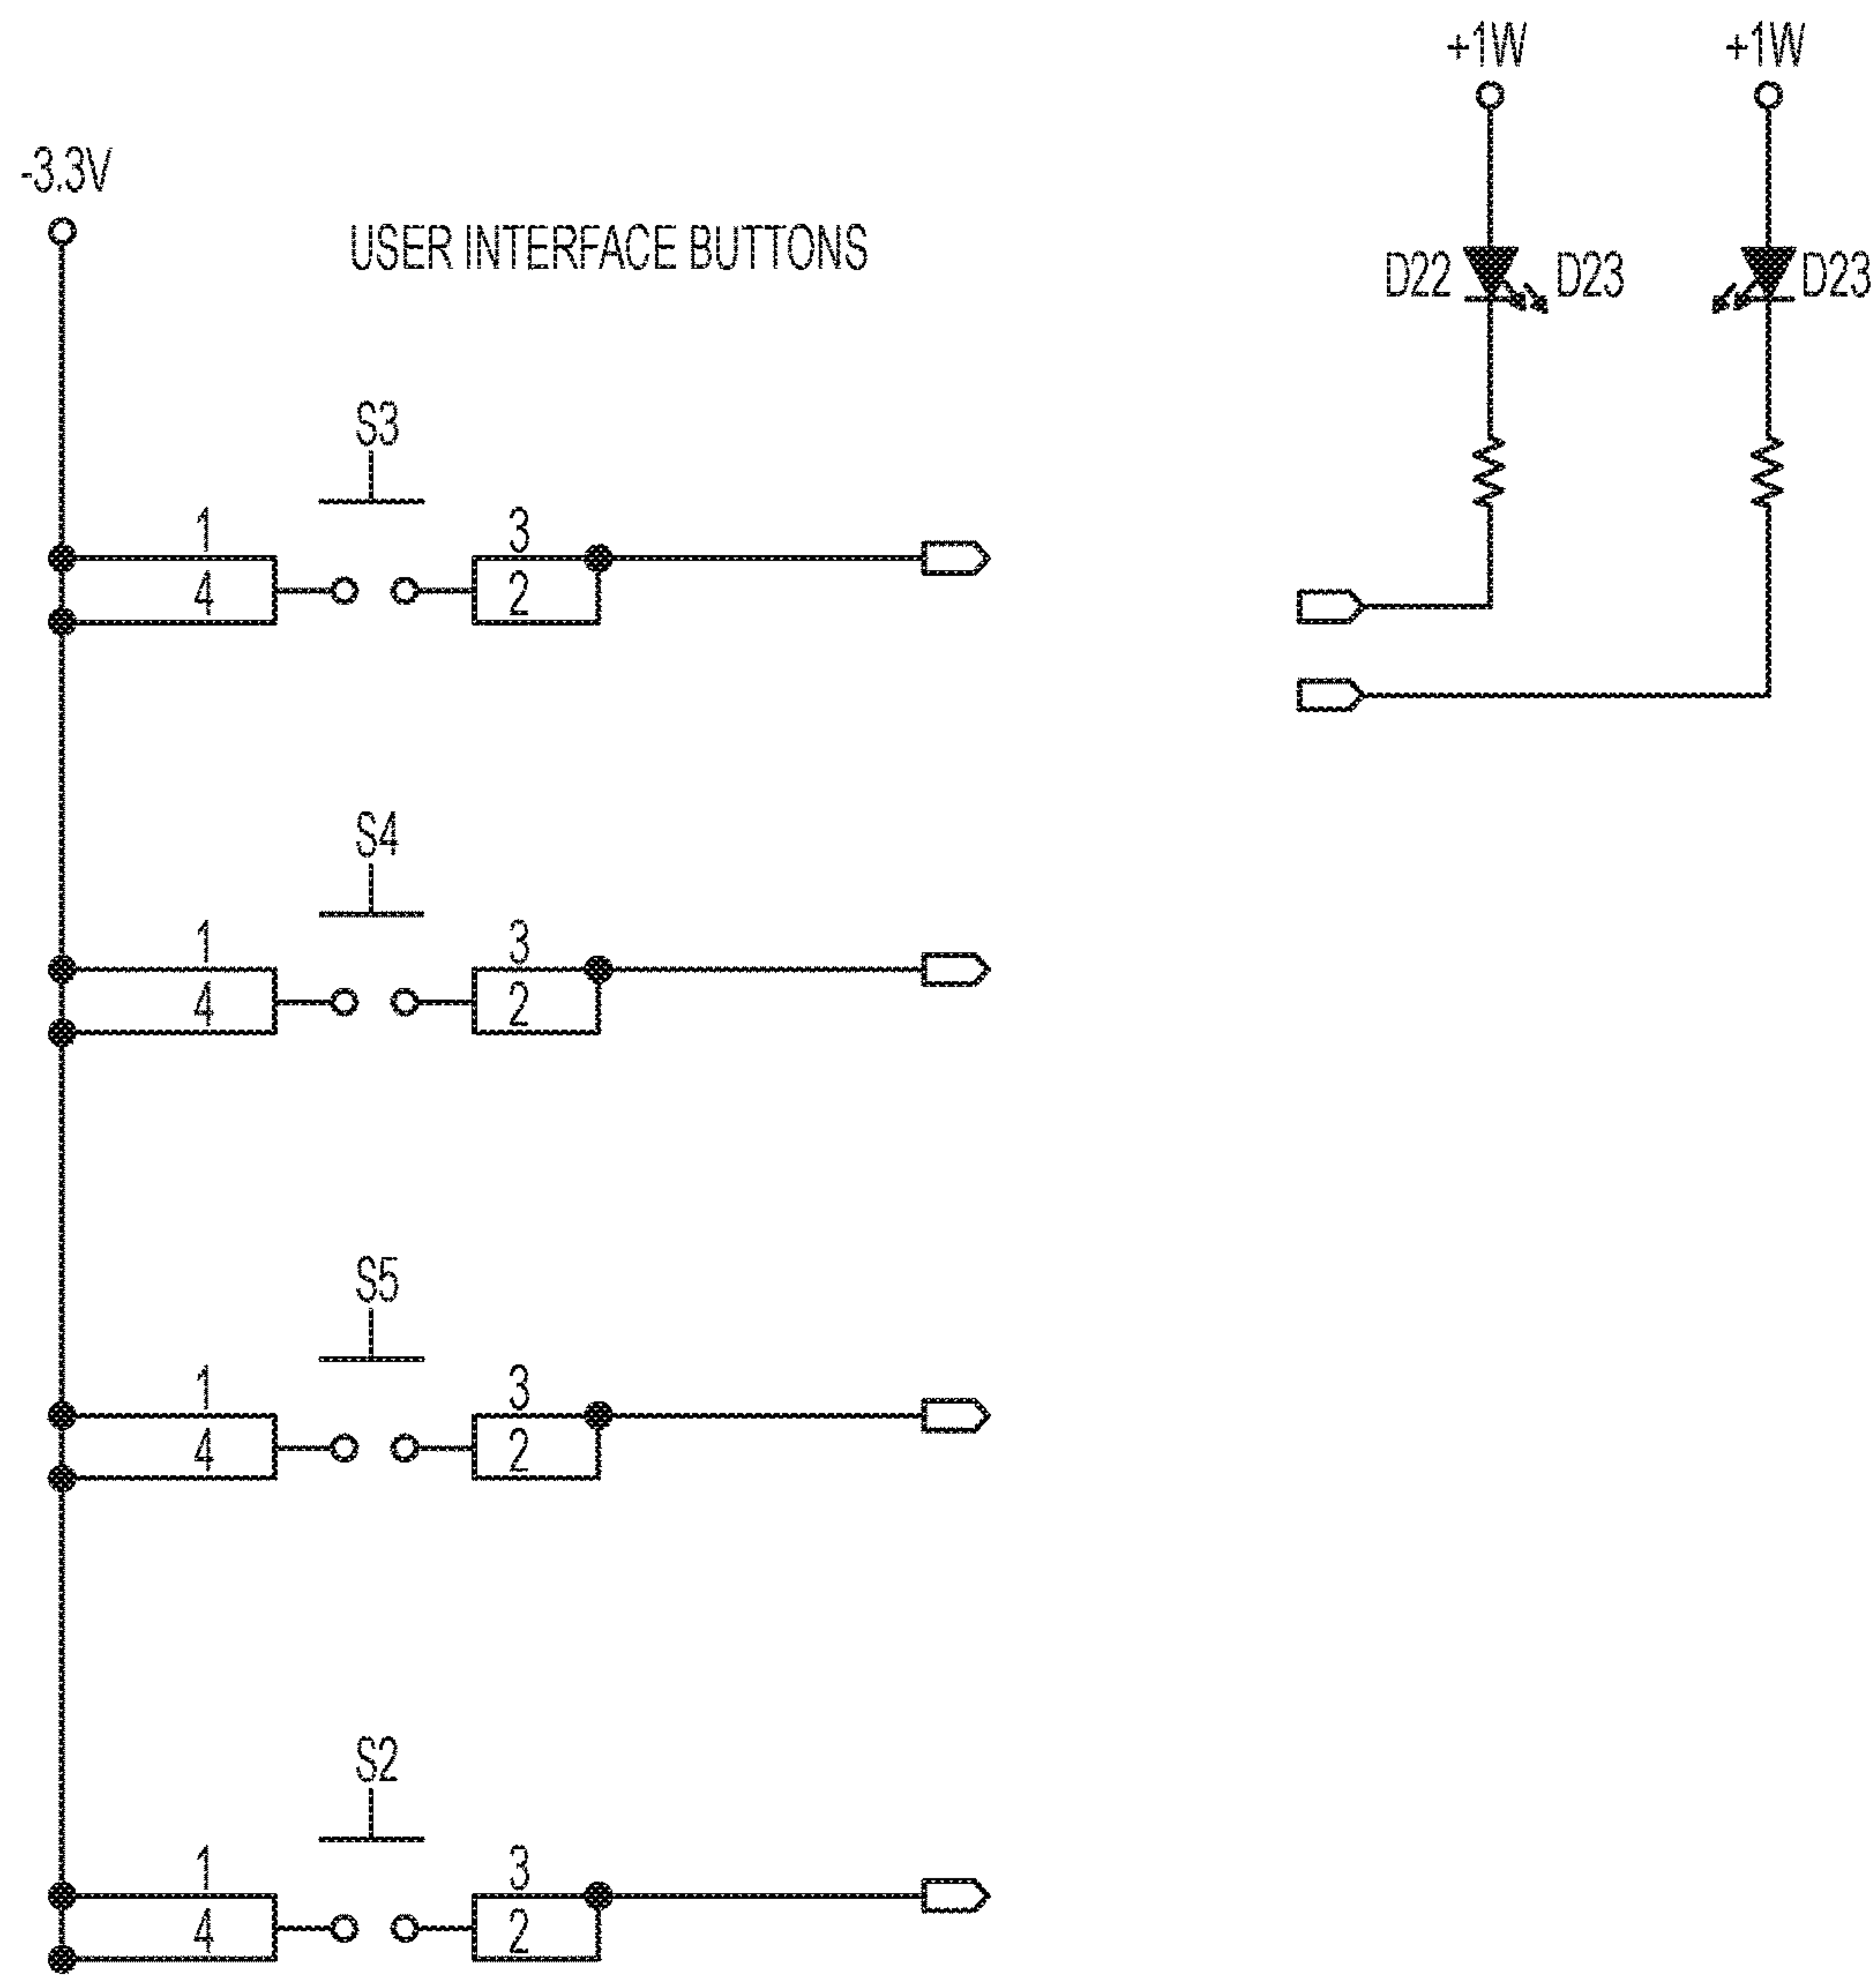 +1W +1W
-3.3V
USER INTERFACE BUTTONS
D22 D23 D23
S3
1 3
4 2
S4
1 3
4 2
S5
1 3
4 2
S2
1 3
4 2